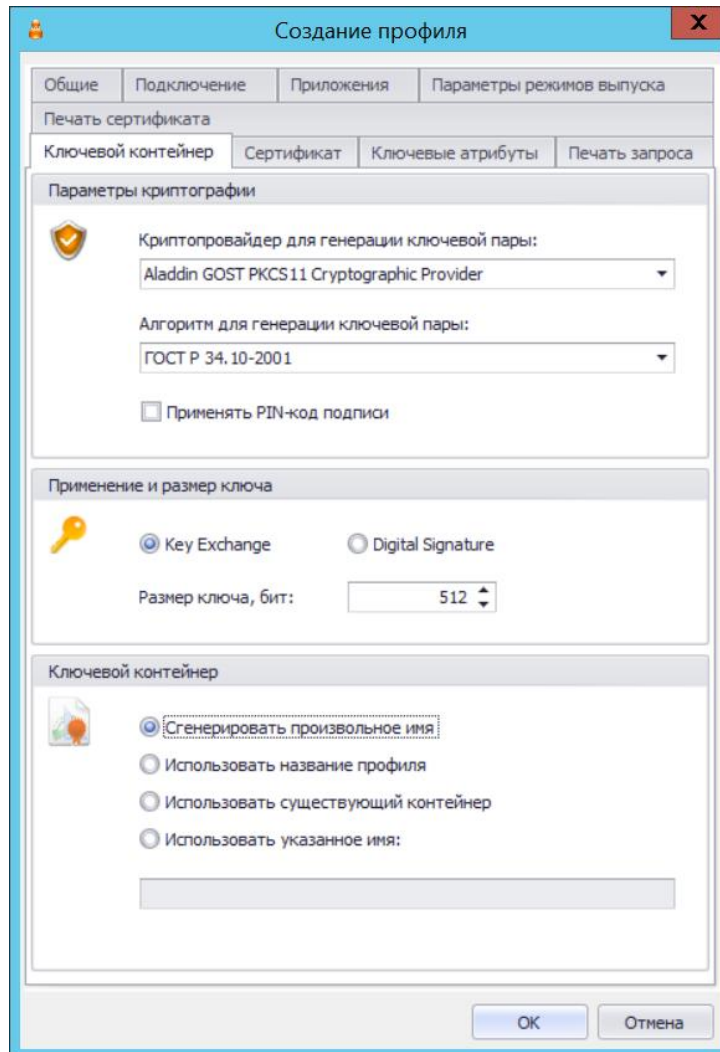 Создание профиля
X
Общие Подключение Приложения Параметры режимов выпуска
Печать сертификата
Ключевой контейнер Сертификат Ключевые атрибуты Печать запроса
Параметры криптографии
Криптопровайдер для генерации ключевой пары:
Aladdin GOST PKCS11 Cryptographic Provider
Алгоритм для генерации ключевой пары:
ГОСТ Р 34.10-2001
Применять PIN-код подписи
Применение и размер ключа
Key Exchange Digital Signature
Размер ключа, бит: 512
Ключевой контейнер
Сгенерировать произвольное имя
Использовать название профиля
Использовать существующий контейнер
Использовать указанное имя:
OK Отмена